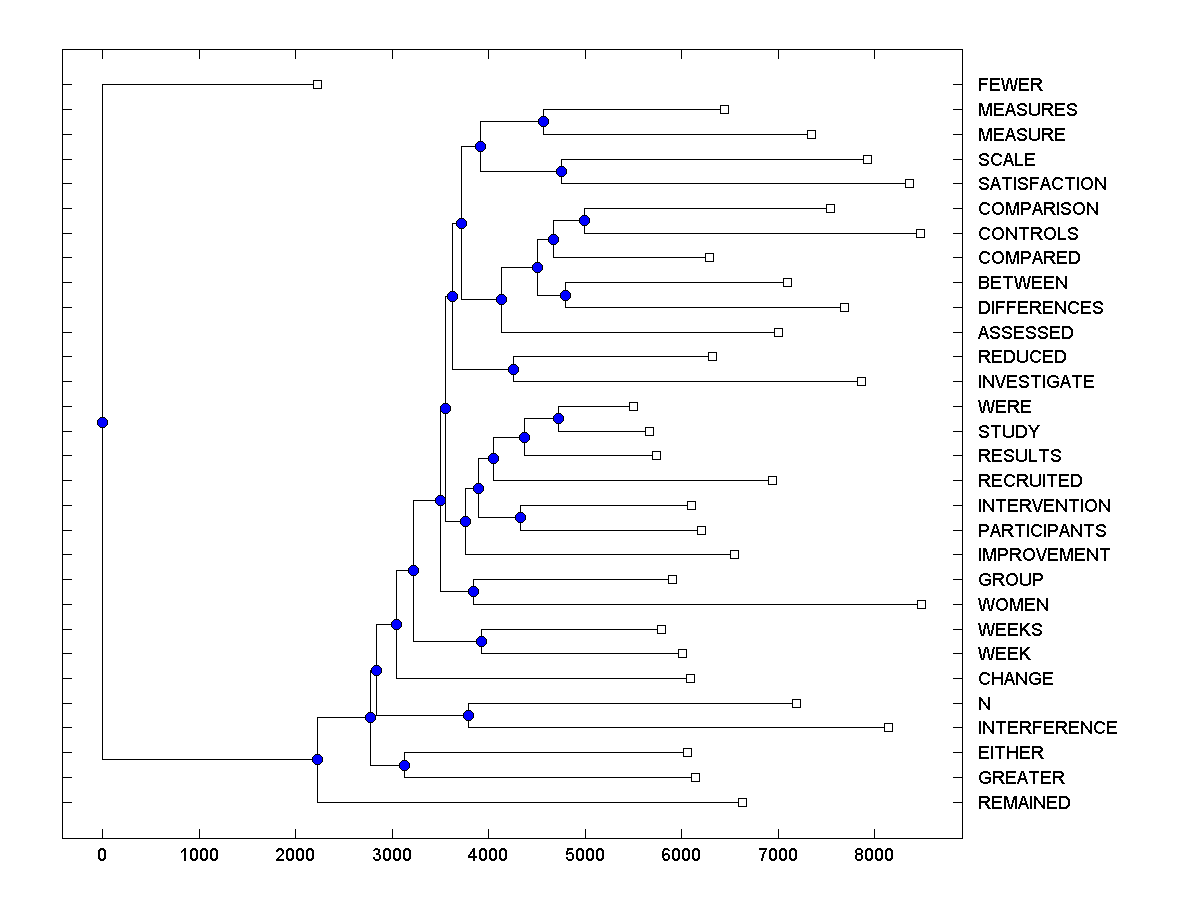 FEWER
MEASURES
MEASURE
SCALE
SATISFACTION
COMPARISON
CONTROLS
COMPARED
BETWEEN
DIFFERENCES
ASSESSED
REDUCED
INVESTIGATE
WERE
STUDY
RESULTS
RECRUITED
INTERVENTION
PARTICIPANTS
IMPROVEMENT
GROUP
WOMEN
WEEKS
WEEK
CHANGE
N
INTERFERENCE
EITHER
GREATER
REMAINED
0 1000 2000 3000 4000 5000 6000 7000 8000